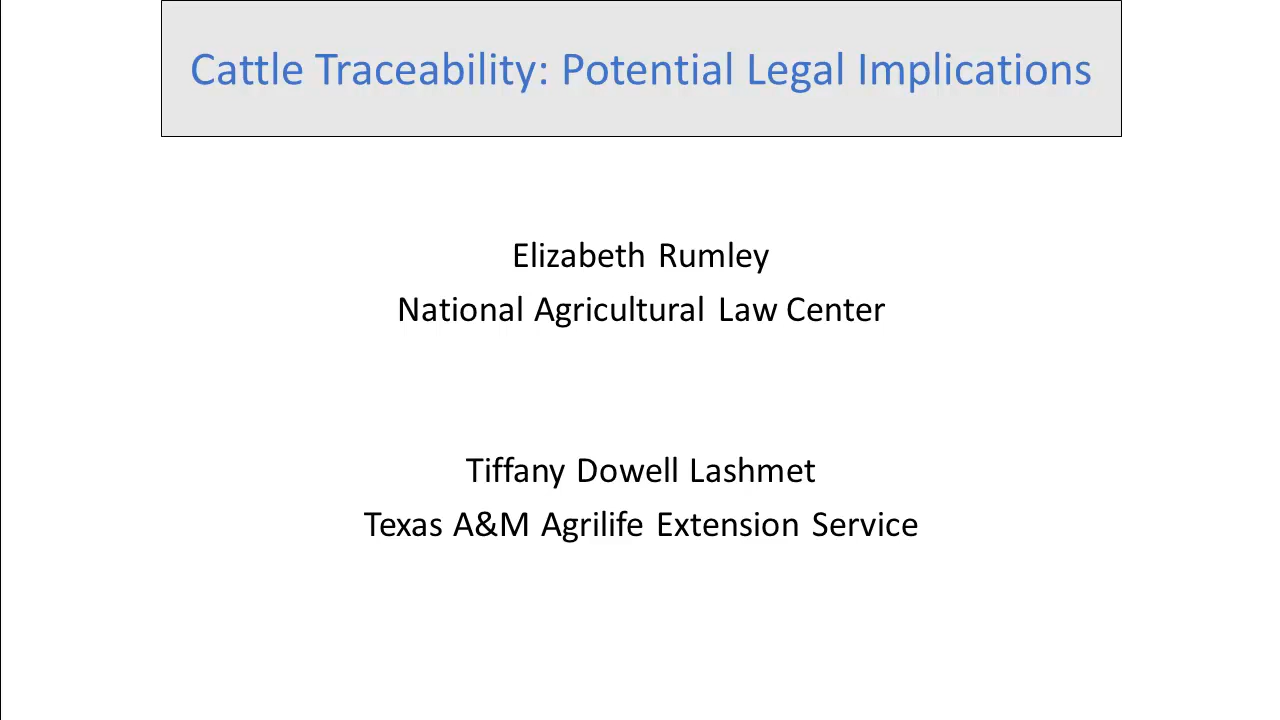 Cattle Traceability: Potential Legal Implications
Elizabeth Rumley
National Agricultural Law Center
Tiffany Dowell Lashmet
Texas A&M Agrilife Extension Service